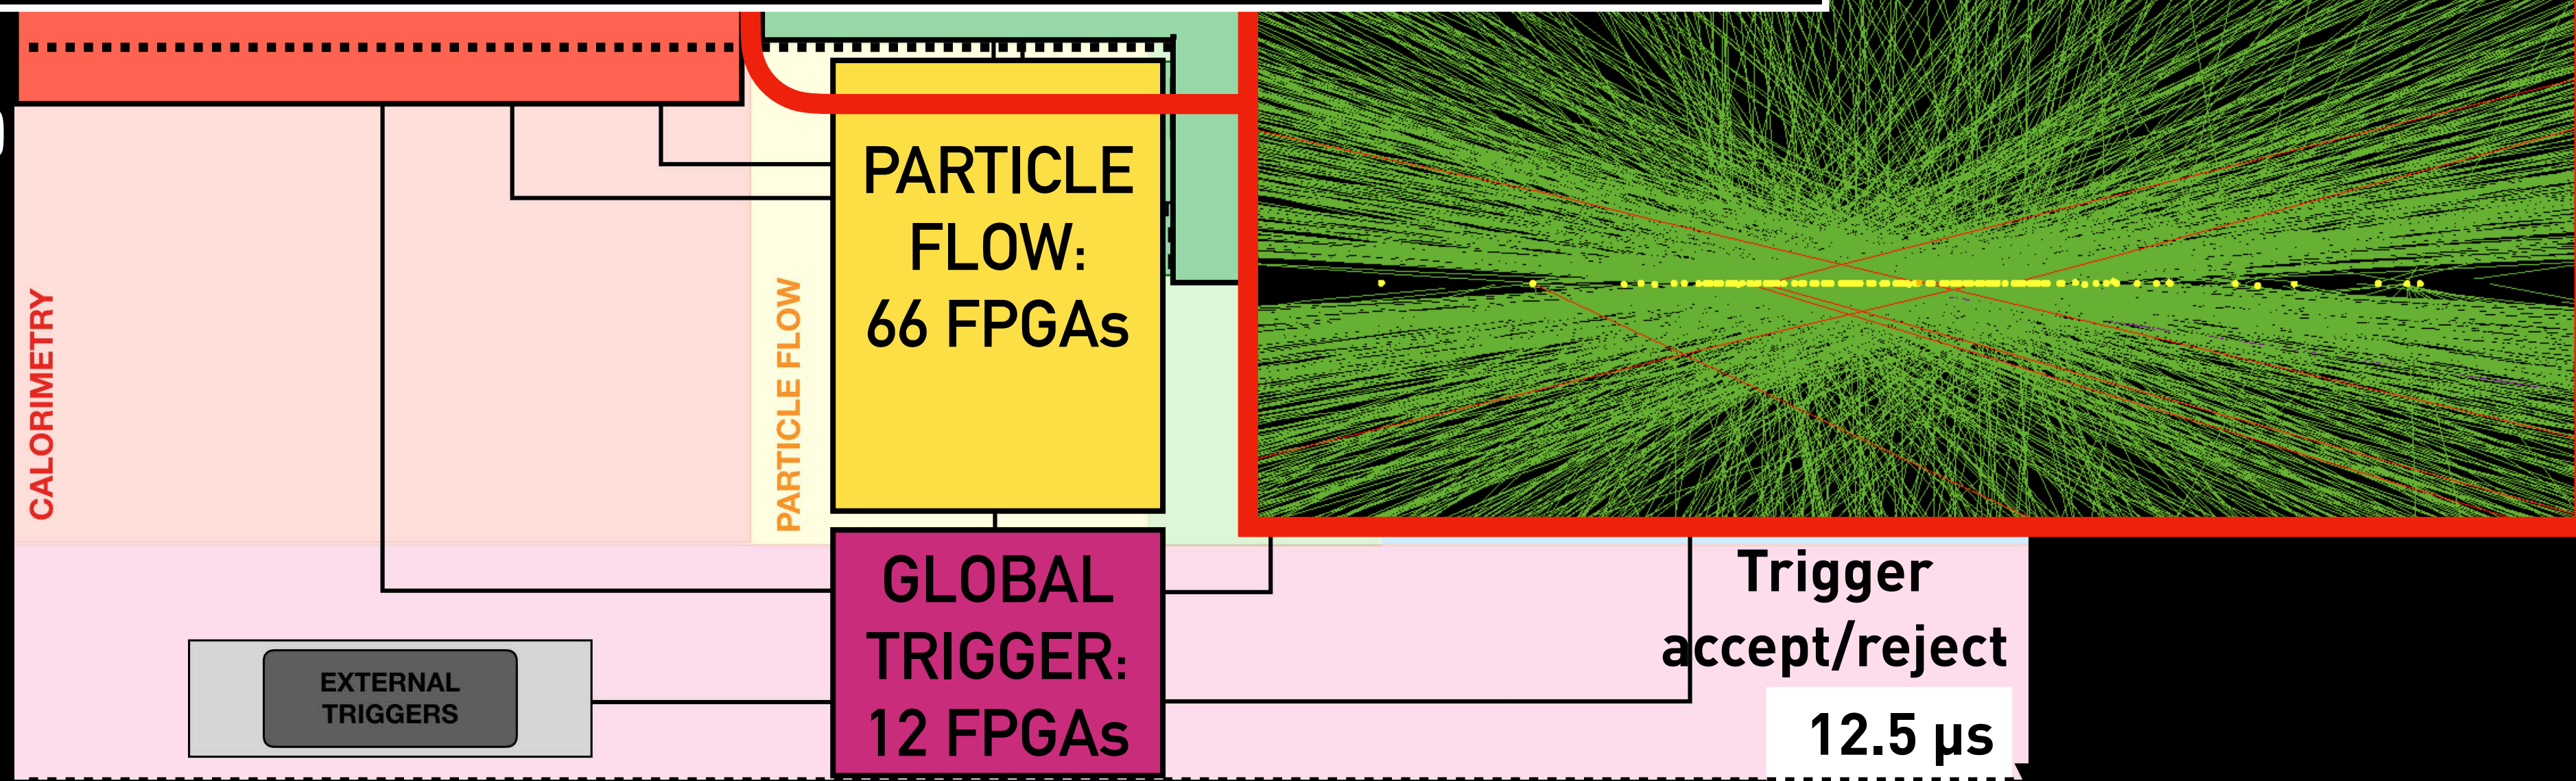 PARTICLE
FLOW:
66 FPGAs
CALORIMETRY
PARTICLE FLOW
GLOBAL
TRIGGER:
12 FPGAs
EXTERNAL
TRIGGERS
Trigger
accept/reject
12.5 µs